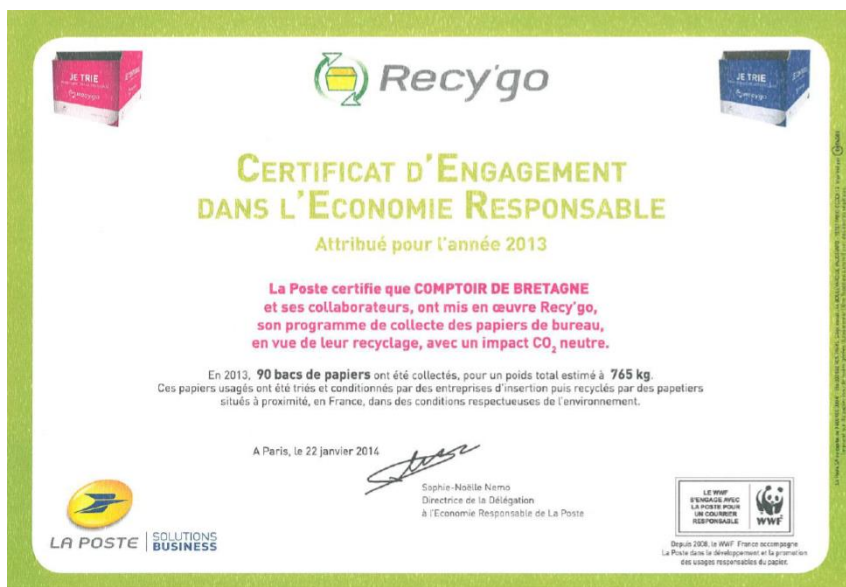 JE TRIE
Recy'go
JE TRIE
Recy'go
Recy'go
CERTIFICAT D'ENGAGEMENT
DANS L'ECONOMIE RESPONSABLE
Attribué pour l'année 2013
La Poste certifie que COMPTOIR DE BRETAGNE
et ses collaborateurs, ont mis en œuvre Recy'go,
son programme de collecte des papiers de bureau,
en vue de leur recyclage, avec un impact CO₂ neutre.
En 2013, 90 bacs de papiers ont été collectés, pour un poids total estimé à 765 kg.
Ces papiers usagés ont été triés et conditionnés par des entreprises d'insertion puis recyclés par des papetiers
situés à proximité, en France, dans des conditions respectueuses de l'environnement.
A Paris, le 22 janvier 2014
Sophie-Noëlle Nemo
Directrice de la Délégation
à l'Economie Responsable de La Poste
LA POSTE
SOLUTIONS
BUSINESS
LE WWF
S'ENGAGE AVEC
LA POSTE POUR
UN COURRIER
RESPONSABLE
WWF
Depuis 2008, le WWF France accompagne
La Poste dans le développement et la promotion
des usages responsables du papier.